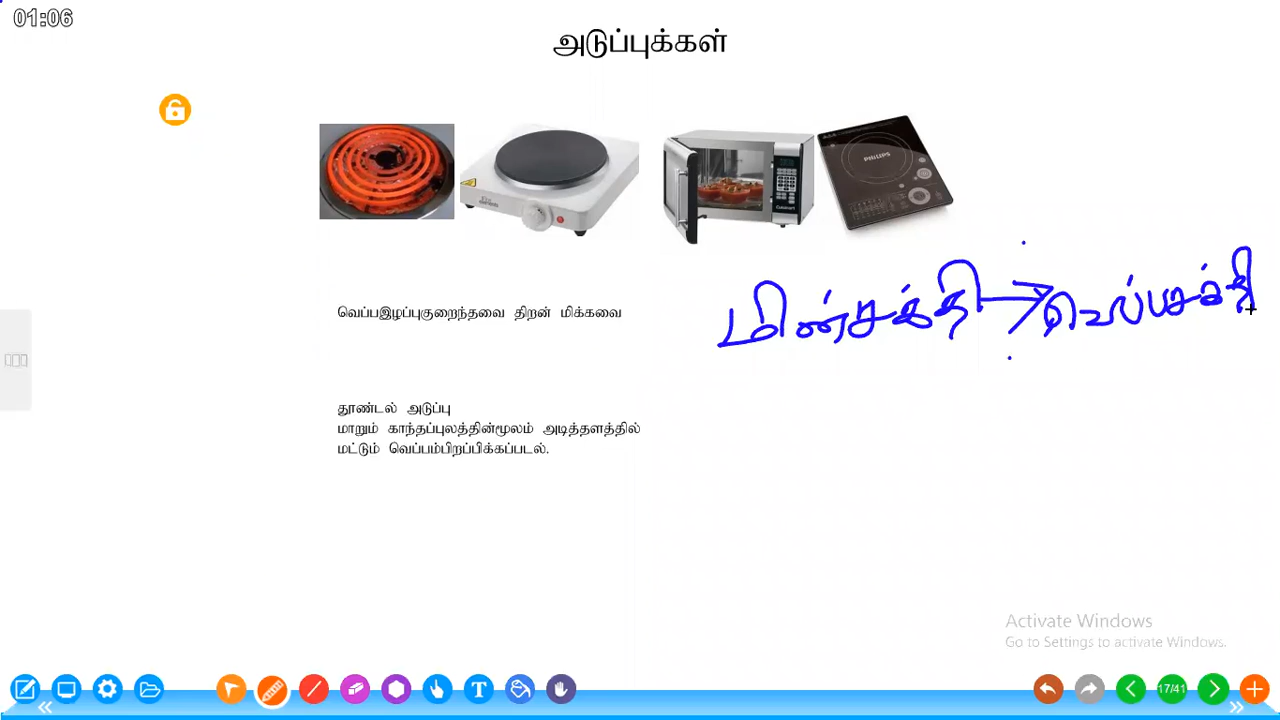 01:06
அடுப்புக்கள்
PHILIPS
மின்சக்தி → வெப்பசக்தி
வெப்பஇழப்புகுறைந்தவை திறன் மிக்கவை
தூண்டல் அடுப்பு
மாறும் காந்தப்புலத்தின்மூலம் அடித்தளத்தில்
மட்டும் வெப்பம்பிறப்பிக்கப்படல்.
Activate Windows
Go to Settings to activate Windows.
17/41